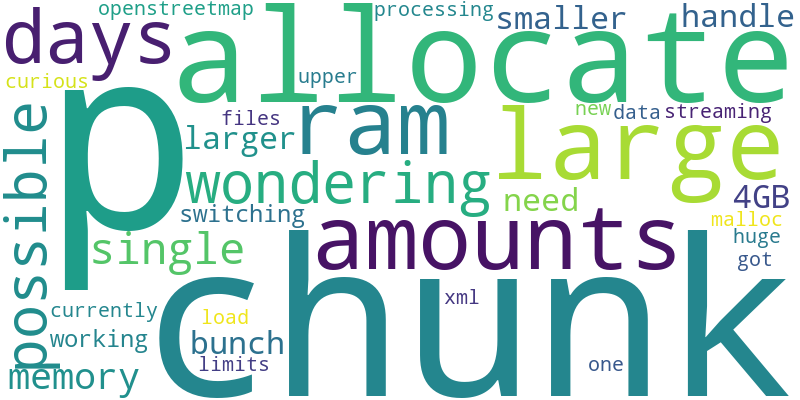 openstreetmap
processing
smaller
handle
days
allocate
curious
upper
p
files
new
data
streaming
larger
ram
large
possible
wondering
need
4GB
switching
malloc
amounts
huge
single
got
chunk
xml
currently
load
working
bunch
limits
one
memory